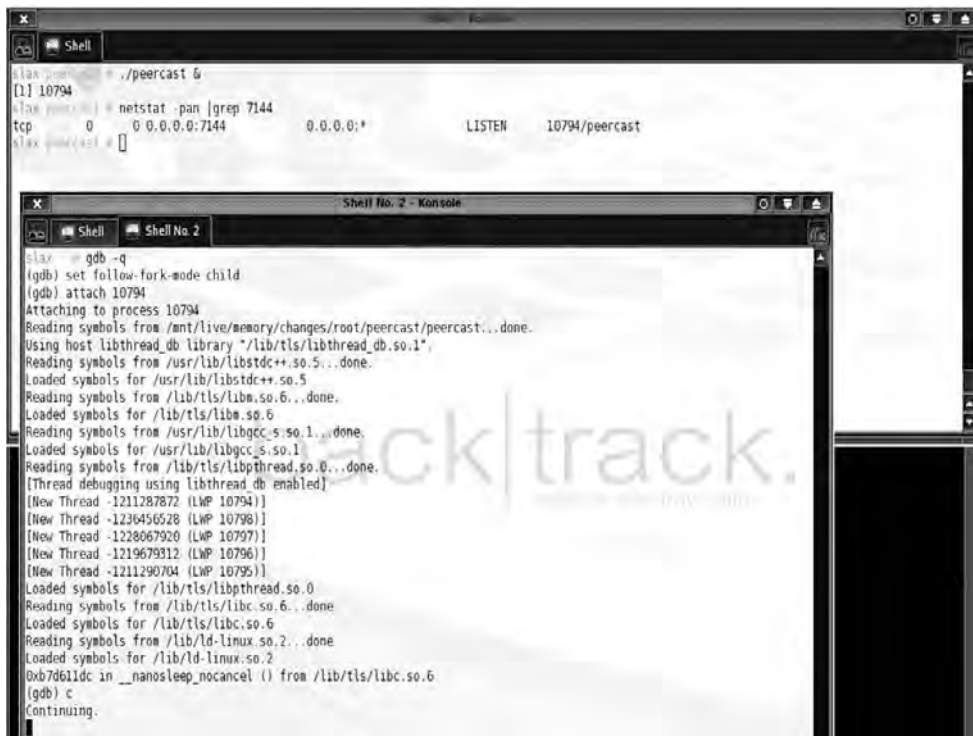 Shell
slax peercast # ./peercast &
[1] 10794
slax peercast # netstat -pan |grep 7144
tcp 0 0 0.0.0.0:7144 0.0.0.0:* LISTEN 10794/peercast
slax peercast #
Shell No. 2 - Konsole
Shell Shell No. 2
slax ~ # gdb -q
(gdb) set follow-fork-mode child
(gdb) attach 10794
Attaching to process 10794
Reading symbols from /mnt/live/memory/changes/root/peercast/peercast...done.
Using host libthread_db library "/lib/tls/libthread_db.so.1".
Reading symbols from /usr/lib/libstdc++.so.5...done.
Loaded symbols for /usr/lib/libstdc++.so.5
Reading symbols from /lib/tls/libm.so.6...done.
Loaded symbols for /lib/tls/libm.so.6
Reading symbols from /usr/lib/libgcc_s.so.1...done.
Loaded symbols for /usr/lib/libgcc_s.so.1
Reading symbols from /lib/tls/libpthread.so.0...done.
[Thread debugging using libthread_db enabled]
[New Thread -1211287872 (LWP 10794)]
[New Thread -1236456528 (LWP 10798)]
[New Thread -1228067920 (LWP 10797)]
[New Thread -1219679312 (LWP 10796)]
[New Thread -1211290704 (LWP 10795)]
Loaded symbols for /lib/tls/libpthread.so.0
Reading symbols from /lib/tls/libc.so.6...done
Loaded symbols for /lib/tls/libc.so.6
Reading symbols from /lib/ld-linux.so.2...done
Loaded symbols for /lib/ld-linux.so.2
0xb7d611dc in __nanosleep_nocancel () from /lib/tls/libc.so.6
(gdb) c
Continuing.
ack|track.